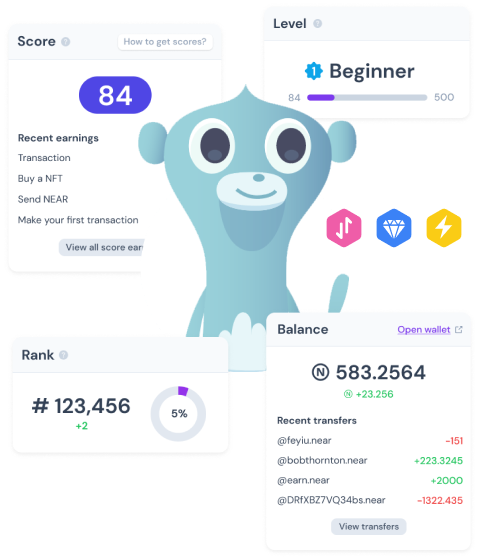 Score ?
How to get scores?
84
Recent earnings
Transaction
Buy a NFT
Send NEAR
Make your first transaction
View all score ear
Level ?
1 Beginner
84 500
Rank ?
# 123,456
+2
5%
Balance
Open wallet
N 583.2564
N +23.256
Recent transfers
@feyiu.near -151
@bobthornton.near +223.3245
@earn.near +2000
@DRfXBZ7VQ34bs.near -1322.435
View transfers